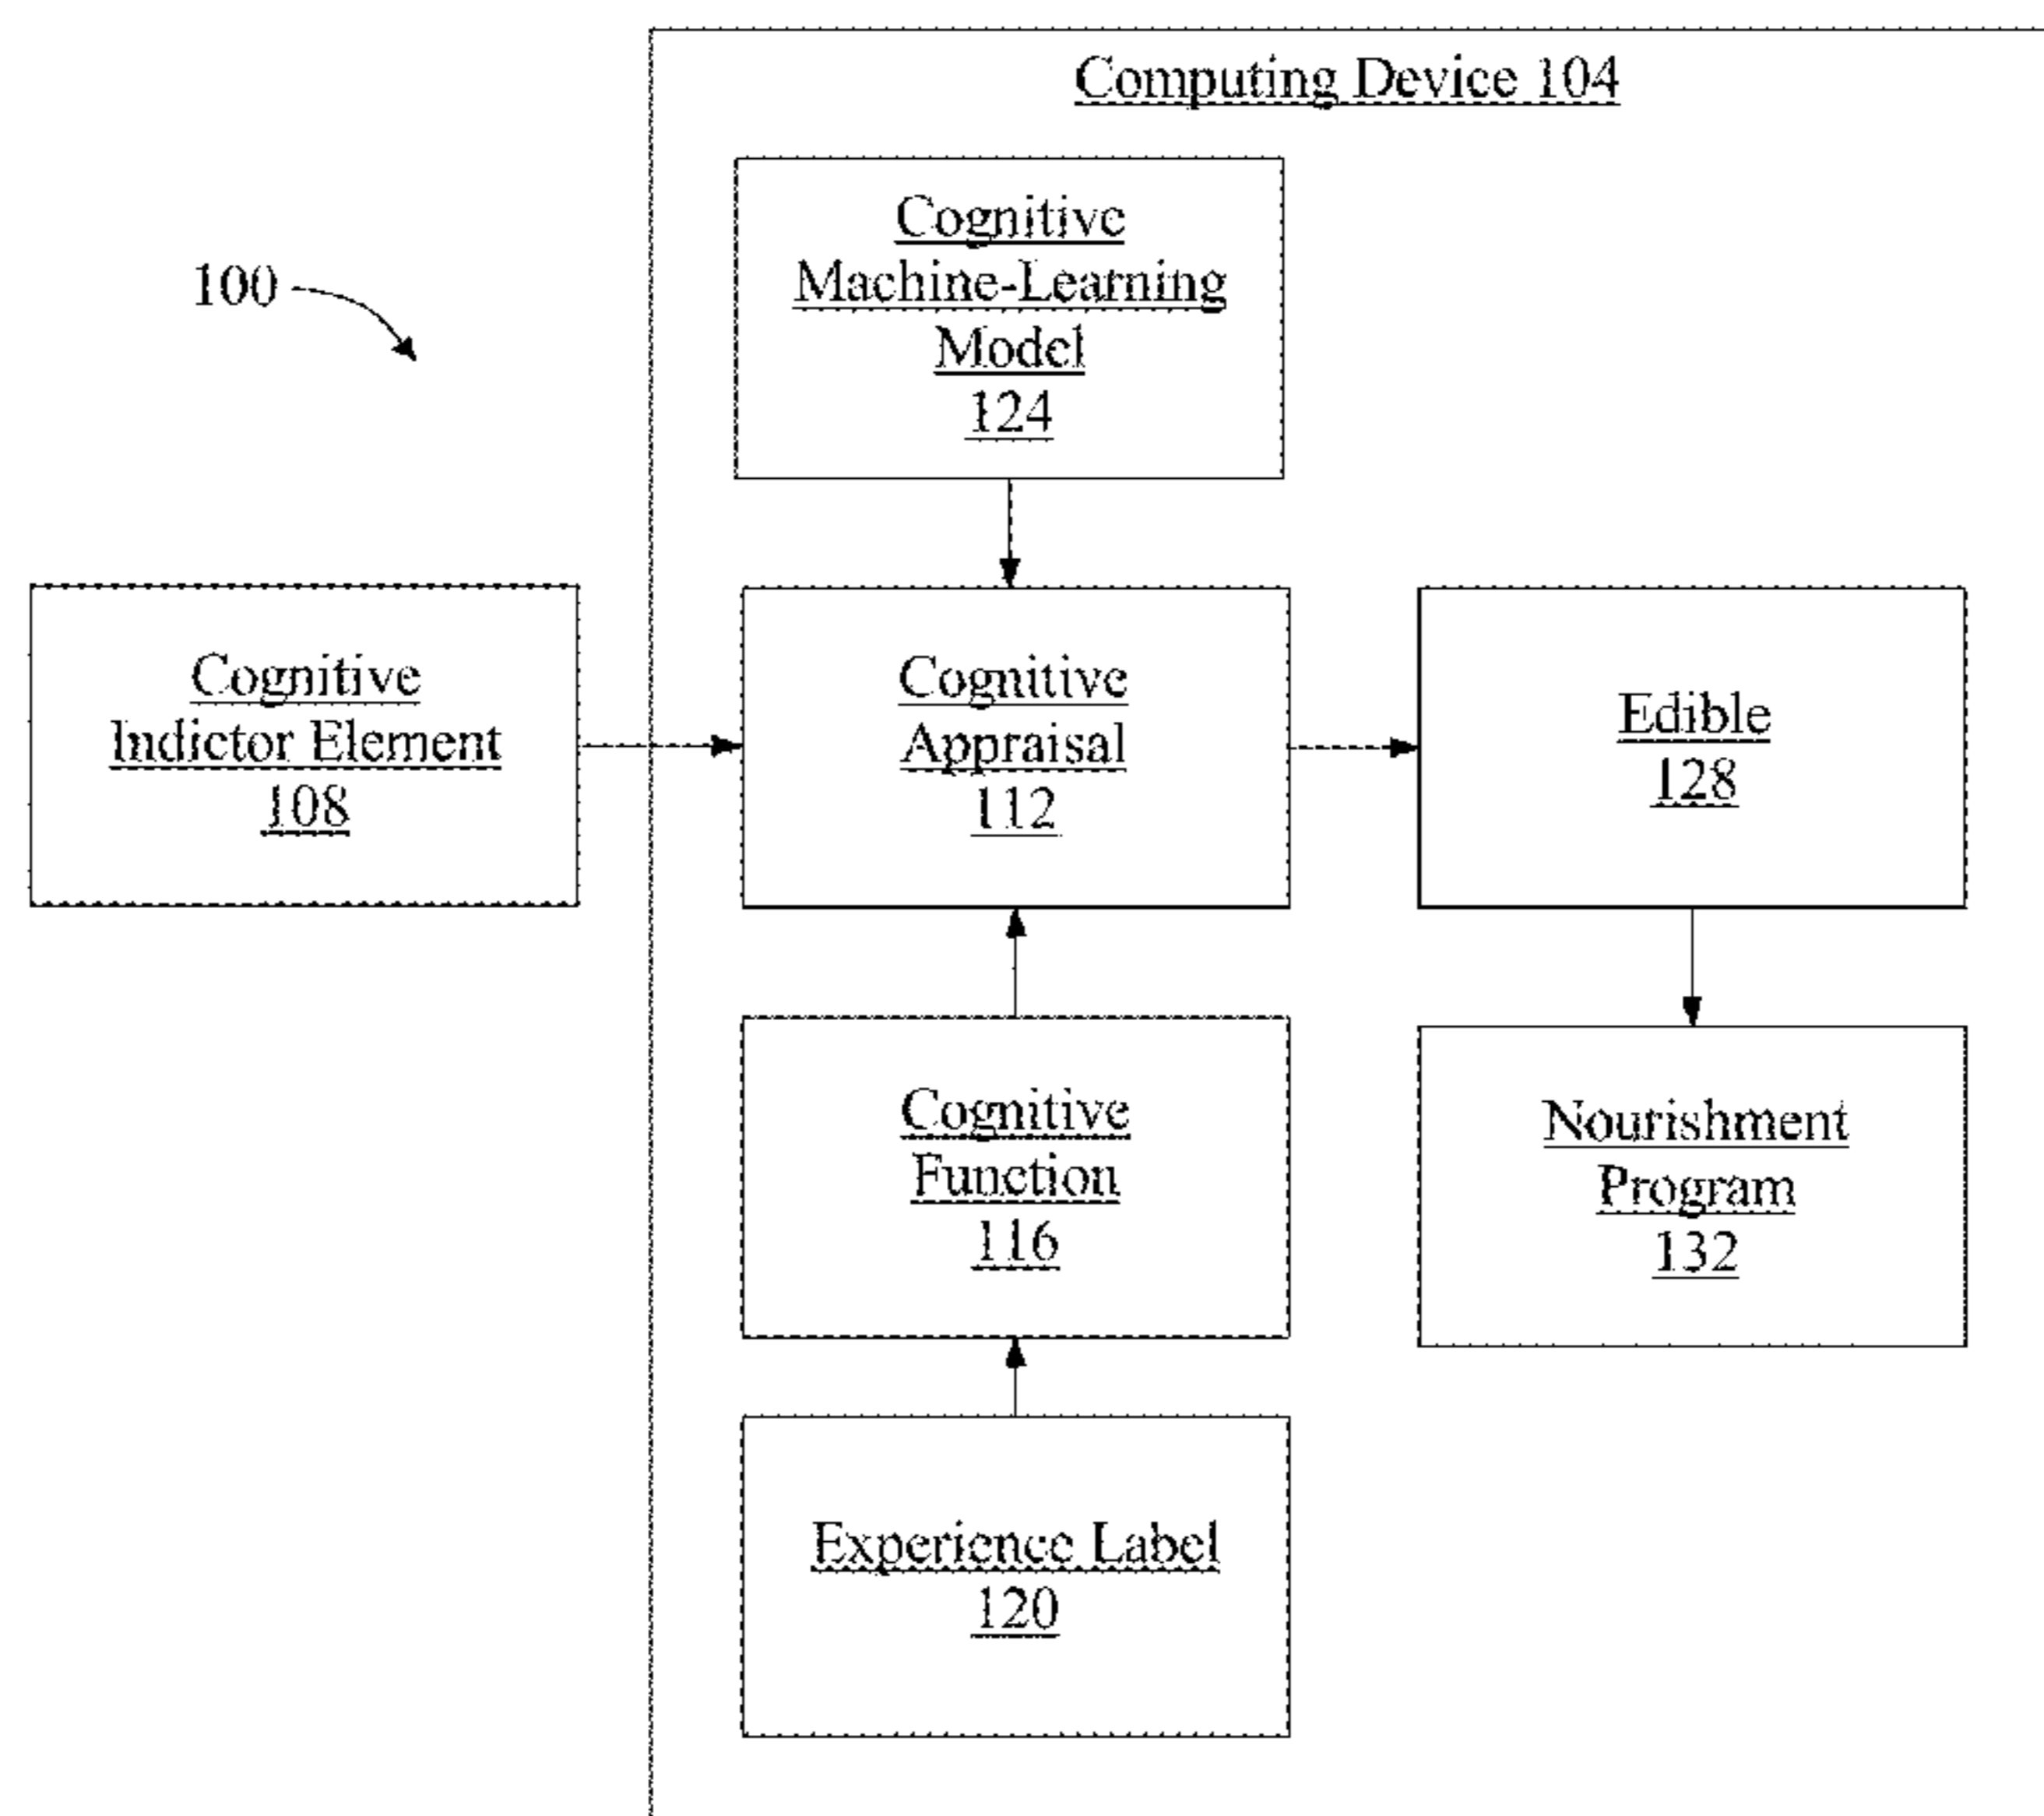 Computing Device 104
Cognitive
Machine-Learning
Model
124
100
Cognitive
Indictor Element
108
Cognitive
Appraisal
112
Edible
128
Cognitive
Function
116
Nourishment
Program
132
Experience Label
120